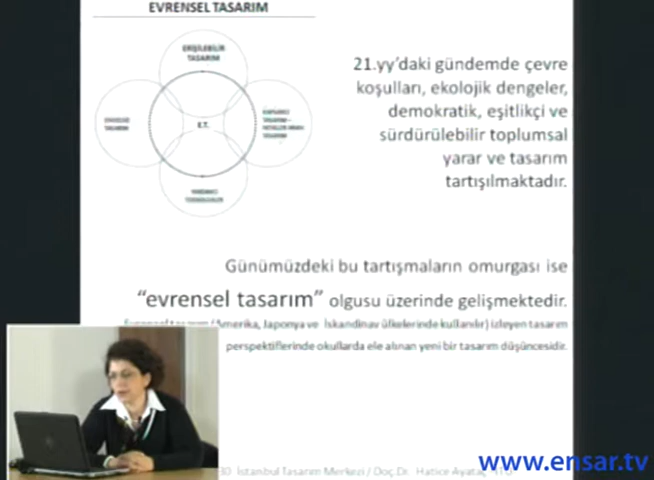 EVRENSEL TASARIM
ERİŞİLEBİLİR
TASARIM
E.T.
TASARIM
21.yy'daki gündemde çevre
koşulları, ekolojik dengeler,
demokratik, eşitlikçi ve
sürdürülebilir toplumsal
yarar ve tasarım
tartışılmaktadır.
Günümüzdeki bu tartışmaların omurgası ise
"evrensel tasarım" olgusu üzerinde gelişmektedir.
Evrensel tasarım (Amerika, Japonya ve İskandinav ülkelerinde kullanılır) izleyen tasarım
perspektiflerinde okullarda ele alınan yeni bir tasarım düşüncesidir.
İstanbul Tasarım Merkezi / Doç.Dr. Hatice Ayataç
www.ensar.tv